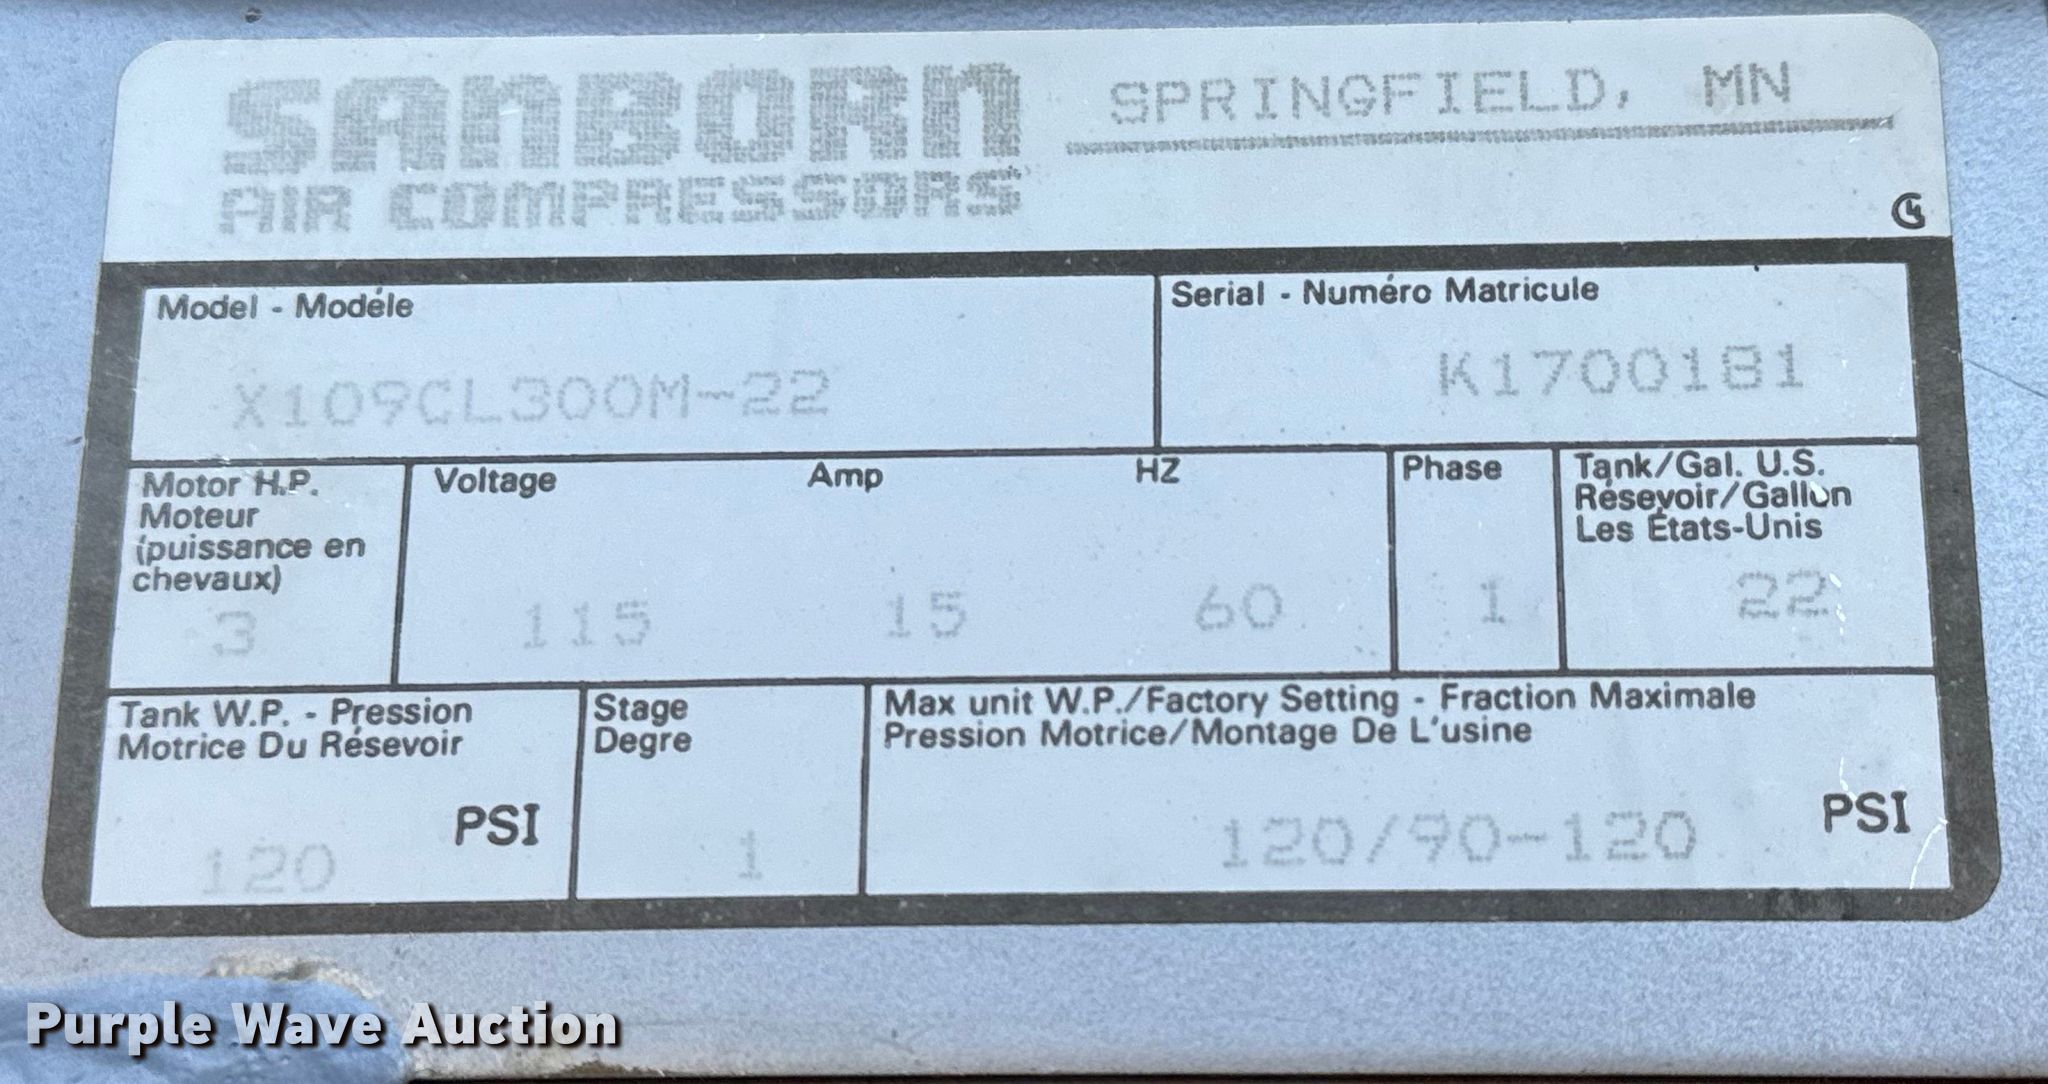 SANBORN
AIR COMPRESSORS
SPRINGFIELD, MN
Model - Modéle
X109CL300M-22
Serial - Numéro Matricule
K1700181
Motor H.P.
Moteur
(puissance en
chevaux)
3
Voltage
115
Amp
15
HZ
60
Phase
1
Tank/Gal. U.S.
Résevoir/Gallon
Les États-Unis
22
Tank W.P. - Pression
Motrice Du Résevoir
PSI
120
Stage
Degre
1
Max unit W.P./Factory Setting - Fraction Maximale
Pression Motrice/Montage De L'usine
PSI
120/90-120
Purple Wave Auction